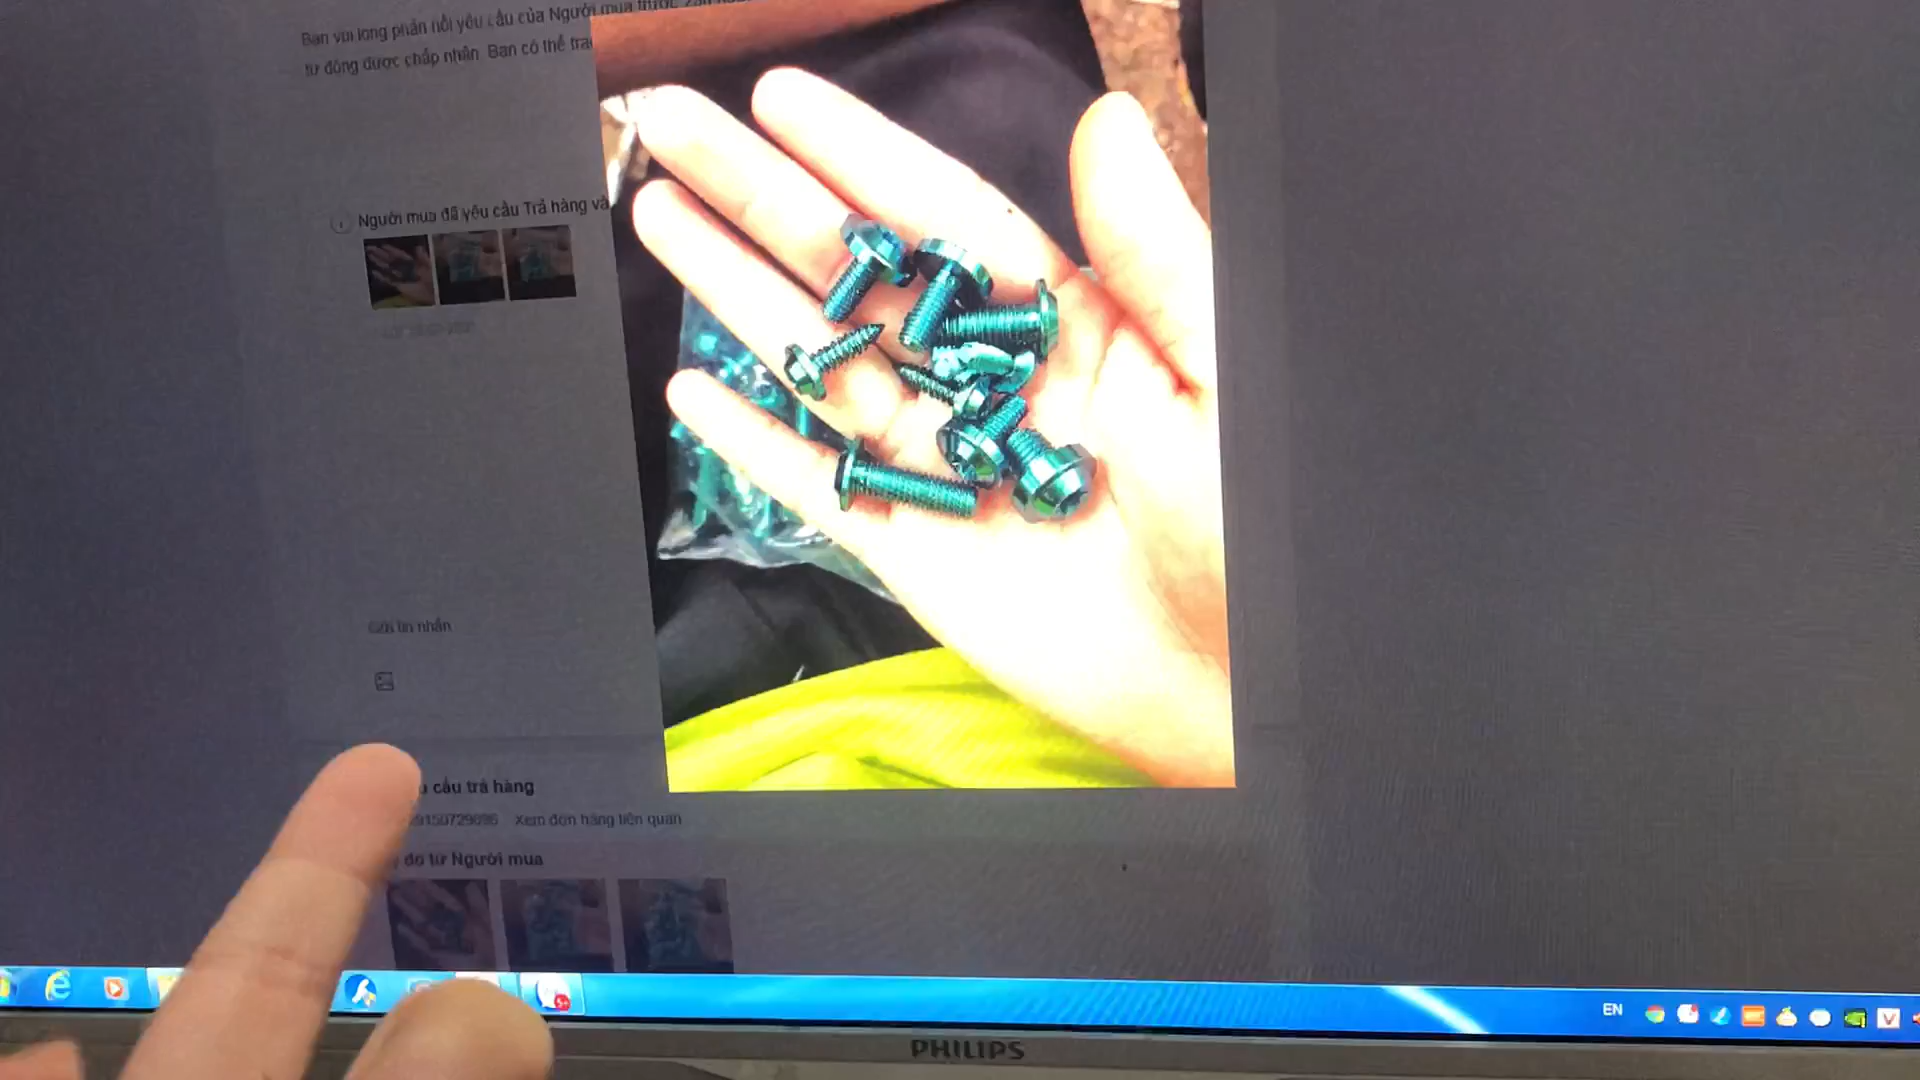 Bạn vui lòng phản hồi yêu cầu của Người mua trước
tự động được chấp nhận. Bạn có thể
Người mua đã yêu cầu Trả hàng và
Gửi tin nhắn
cầu trả hàng
9150729695 Xem đơn hàng liên quan
do từ Người mua
EN
PHILIPS